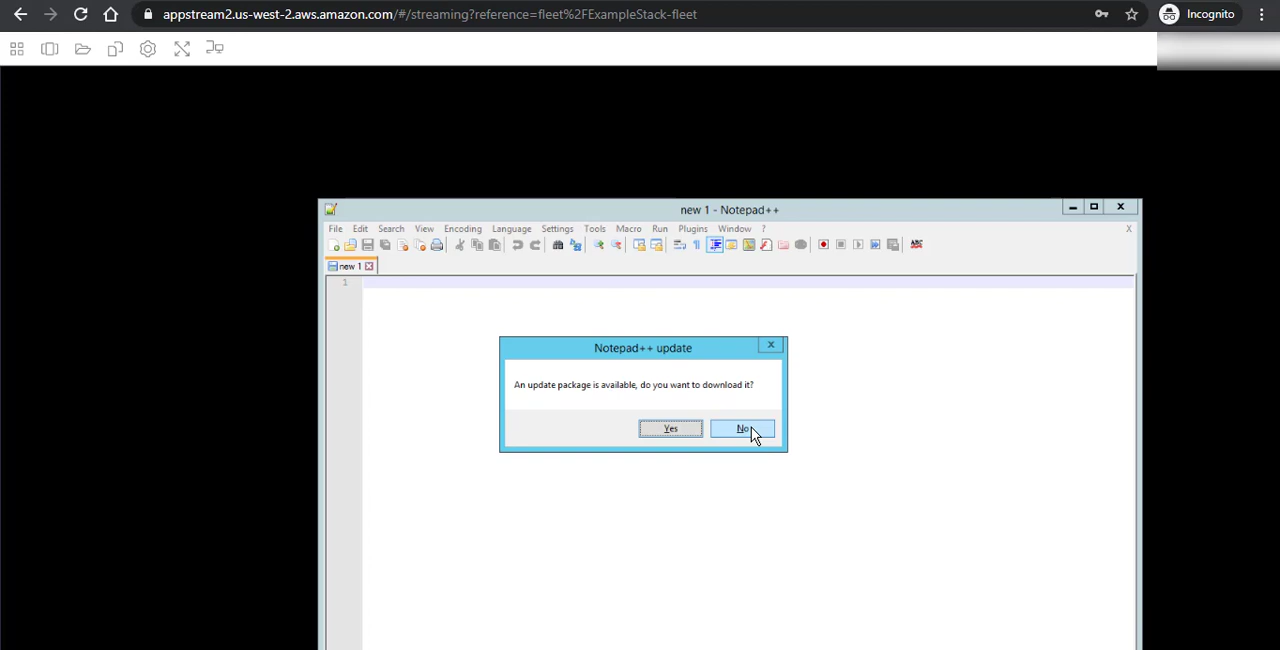 appstream2.us-west-2.aws.amazon.com/#/streaming?reference=fleet%2FExampleStack-fleet
Incognito
new 1 - Notepad++
X
File Edit Search View Encoding Language Settings Tools Macro Run Plugins Window ?
X
ABC
new 1
1
Notepad++ update
X
An update package is available, do you want to download it?
Yes
No